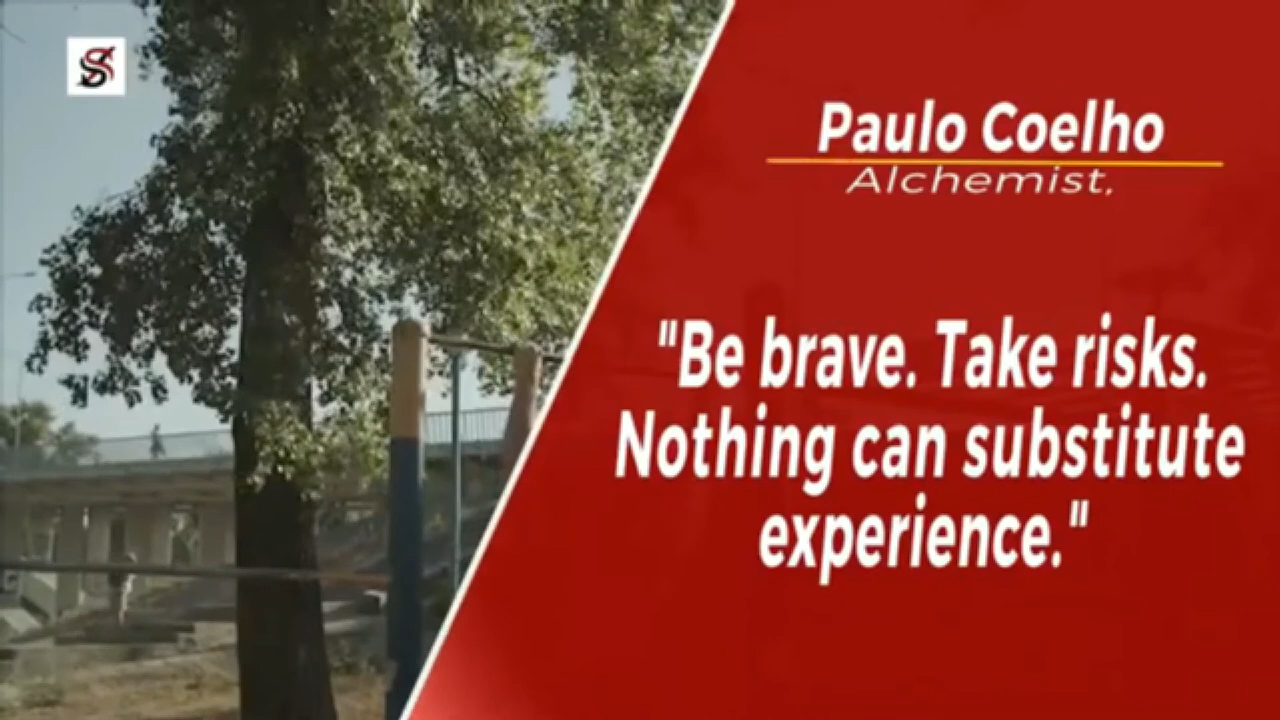 Paulo Coelho
Alchemist,
"Be brave. Take risks.
Nothing can substitute
experience."